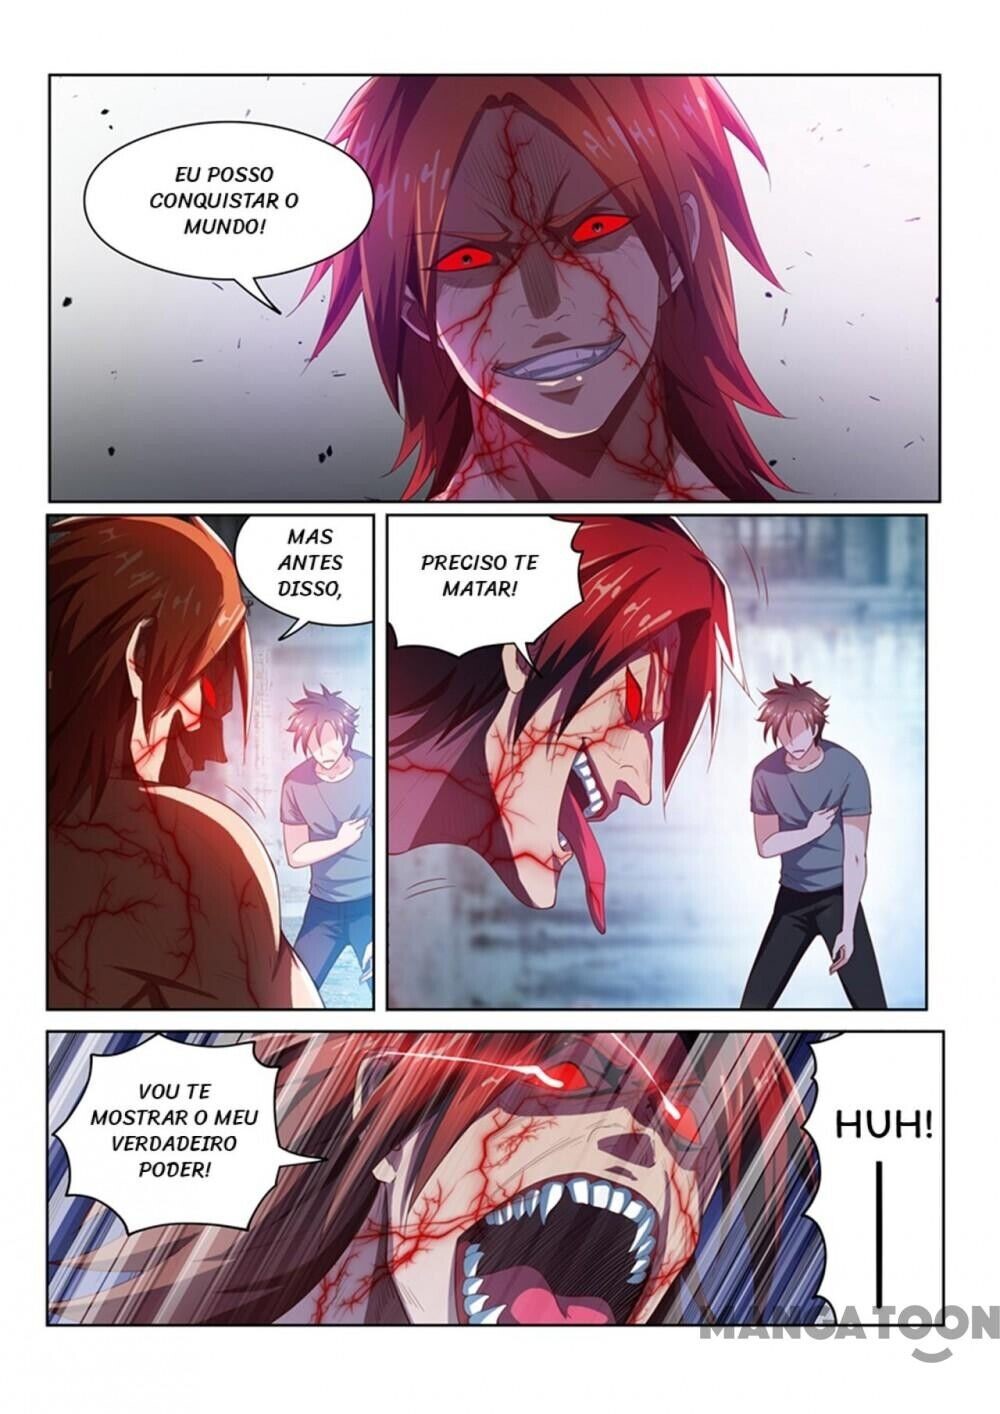 EU POSSO
CONQUISTAR O
MUNDO!
MAS
ANTES
DISSO,
PRECISO TE
MATAR!
VOU TE
MOSTRAR O MEU
VERDADEIRO
PODER!
HUH!
MANGATOON